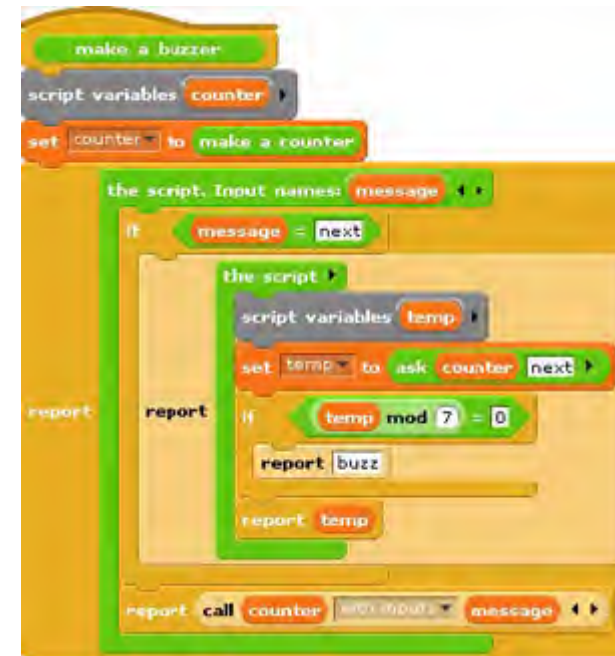 make a buzzer
script variables counter
set counter to make a counter
the script. Input names: message
if message = next
the script
script variables temp
set temp to ask counter next
report report if temp mod 7 = 0
report buzz
report temp
report call counter with inputs message